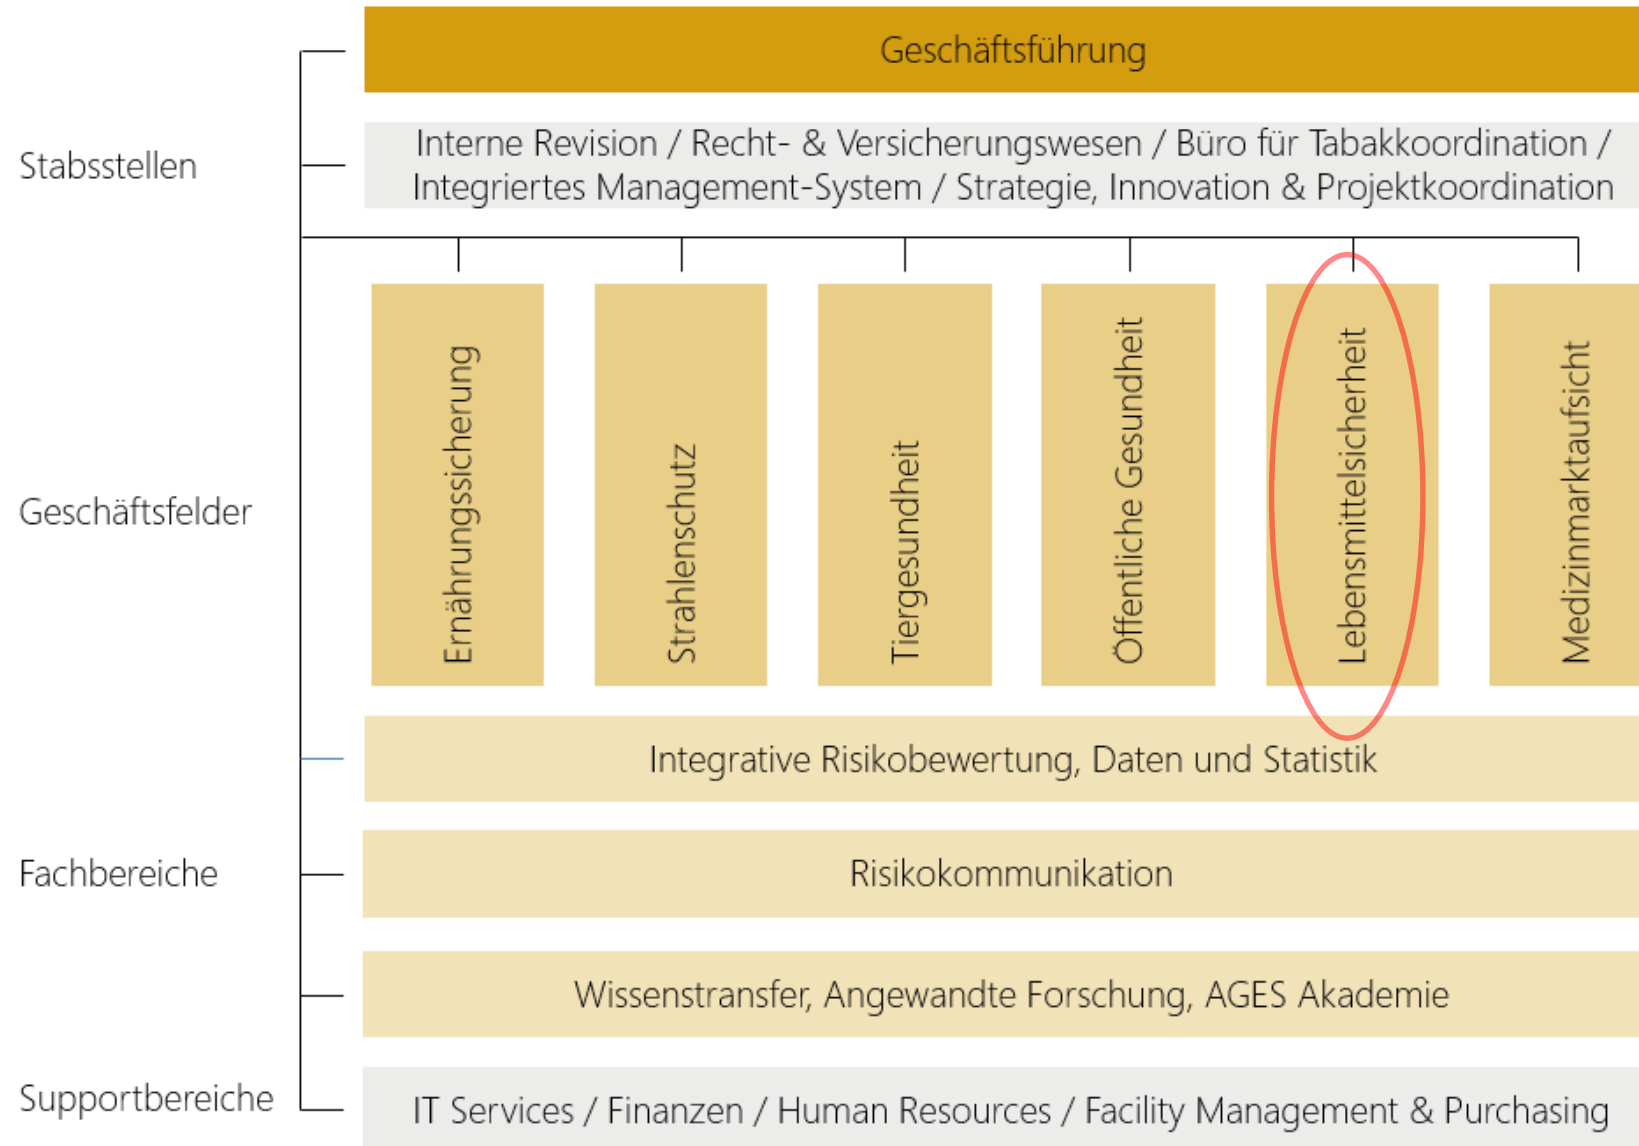 Geschäftsführung
Stabsstellen
Interne Revision / Recht- & Versicherungswesen / Büro für Tabakkoordination /
Integriertes Management-System / Strategie, Innovation & Projektkoordination
Geschäftsfelder
Ernährungssicherung
Strahlenschutz
Tiergesundheit
Öffentliche Gesundheit
Lebensmittelsicherheit
Medizinmarktaufsicht
Integrative Risikobewertung, Daten und Statistik
Fachbereiche
Risikokommunikation
Wissenstransfer, Angewandte Forschung, AGES Akademie
Supportbereiche
IT Services / Finanzen / Human Resources / Facility Management & Purchasing